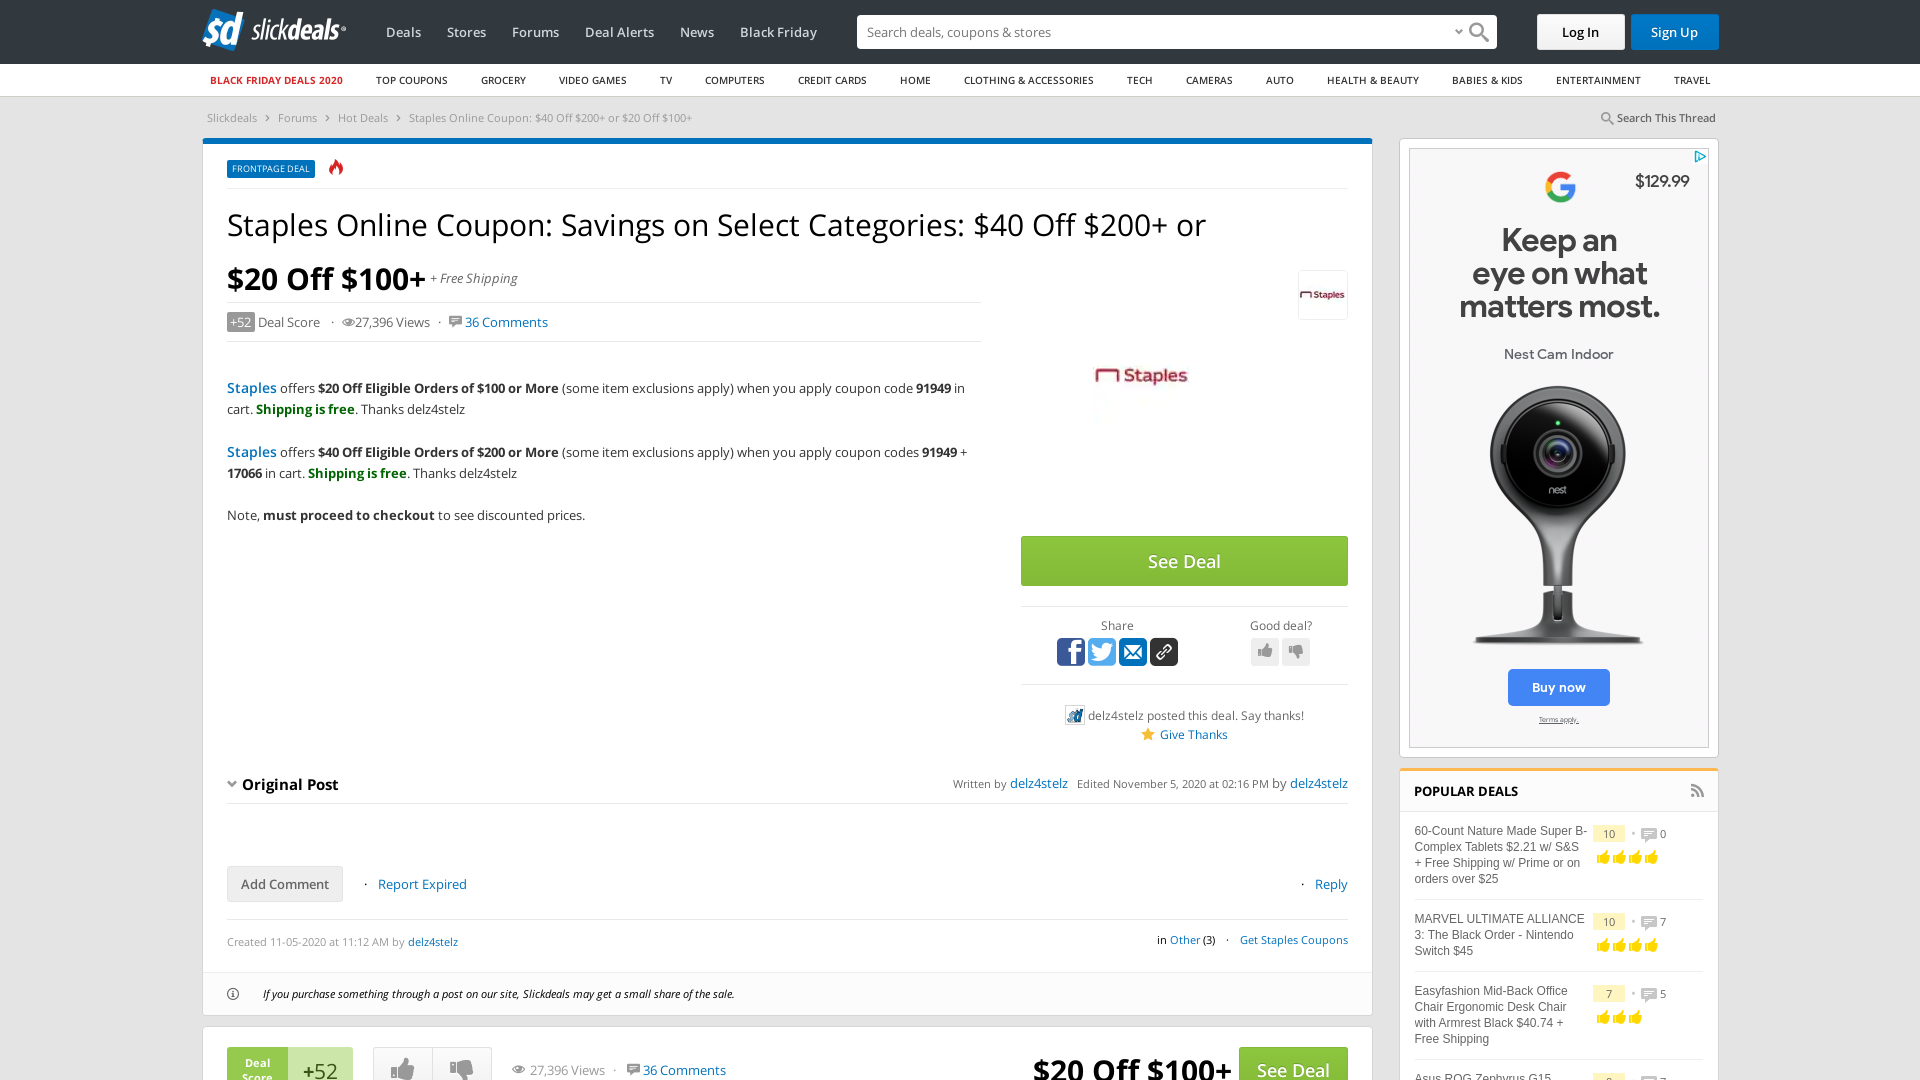 sd slickdeals
Deals Stores Forums Deal Alerts News Black Friday
Search deals, coupons & stores
Log In
Sign Up
BLACK FRIDAY DEALS 2020 TOP COUPONS GROCERY VIDEO GAMES TV COMPUTERS CREDIT CARDS HOME CLOTHING & ACCESSORIES TECH CAMERAS AUTO HEALTH & BEAUTY BABIES & KIDS ENTERTAINMENT TRAVEL
Slickdeals > Forums > Hot Deals > Staples Online Coupon: $40 Off $200+ or $20 Off $100+
Search This Thread
FRONTPAGE DEAL
Staples Online Coupon: Savings on Select Categories: $40 Off $200+ or
$20 Off $100+ + Free Shipping
Staples
+52 Deal Score · 27,396 Views · 36 Comments
Staples
Staples offers $20 Off Eligible Orders of $100 or More (some item exclusions apply) when you apply coupon code 91949 in
cart. Shipping is free. Thanks delz4stelz
Staples offers $40 Off Eligible Orders of $200 or More (some item exclusions apply) when you apply coupon codes 91949 +
17066 in cart. Shipping is free. Thanks delz4stelz
Note, must proceed to checkout to see discounted prices.
See Deal
Share
Good deal?
delz4stelz posted this deal. Say thanks!
Give Thanks
Original Post
Written by delz4stelz Edited November 5, 2020 at 02:16 PM by delz4stelz
Add Comment · Report Expired
· Reply
Created 11-05-2020 at 11:12 AM by delz4stelz
in Other (3) · Get Staples Coupons
If you purchase something through a post on our site, Slickdeals may get a small share of the sale.
Deal
Score
+52
27,396 Views · 36 Comments
$20 Off $100+
See Deal
$129.99
Keep an
eye on what
matters most.
Nest Cam Indoor
nest
Buy now
Terms apply.
POPULAR DEALS
60-Count Nature Made Super B-
Complex Tablets $2.21 w/ S&S
+ Free Shipping w/ Prime or on
orders over $25
10 • 0
MARVEL ULTIMATE ALLIANCE
3: The Black Order - Nintendo
Switch $45
10 • 7
Easyfashion Mid-Back Office
Chair Ergonomic Desk Chair
with Armrest Black $40.74 +
Free Shipping
7 • 5
Asus ROG Zephyrus G15